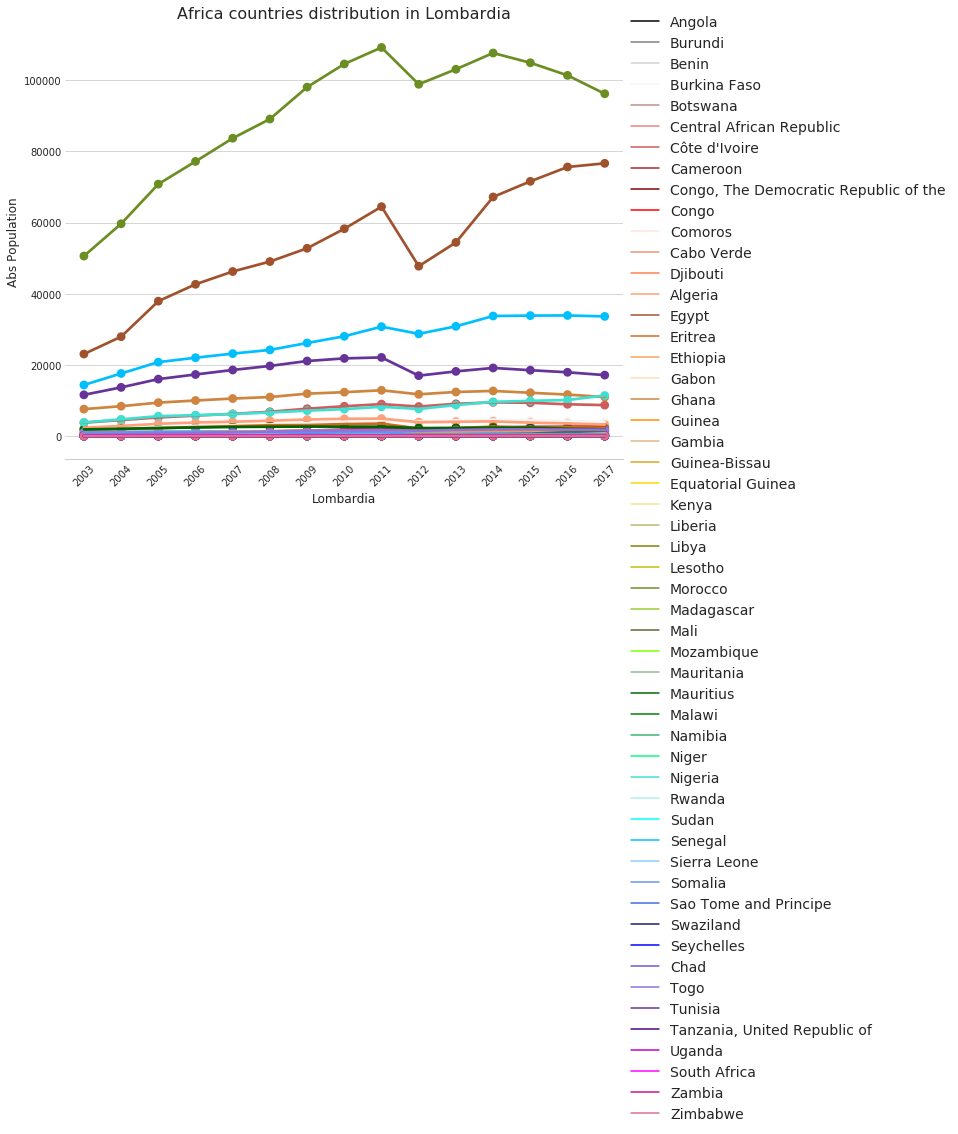 Africa countries distribution in Lombardia
Abs Population
100000
80000
60000
40000
20000
0
2003
2004
2005
2006
2007
2008
2009
2010
2011
2012
2013
2014
2015
2016
2017
Lombardia
Angola
Burundi
Benin
Burkina Faso
Botswana
Central African Republic
Côte d'Ivoire
Cameroon
Congo, The Democratic Republic of the
Congo
Comoros
Cabo Verde
Djibouti
Algeria
Egypt
Eritrea
Ethiopia
Gabon
Ghana
Guinea
Gambia
Guinea-Bissau
Equatorial Guinea
Kenya
Liberia
Libya
Lesotho
Morocco
Madagascar
Mali
Mozambique
Mauritania
Mauritius
Malawi
Namibia
Niger
Nigeria
Rwanda
Sudan
Senegal
Sierra Leone
Somalia
Sao Tome and Principe
Swaziland
Seychelles
Chad
Togo
Tunisia
Tanzania, United Republic of
Uganda
South Africa
Zambia
Zimbabwe